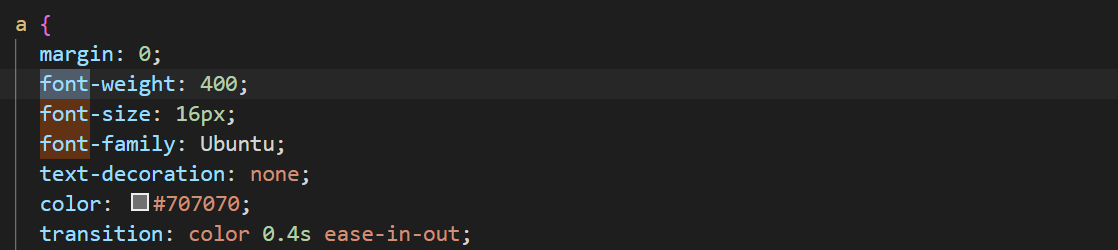 a {
margin: 0;
font-weight: 400;
font-size: 16px;
font-family: Ubuntu;
text-decoration: none;
color: #707070;
transition: color 0.4s ease-in-out;